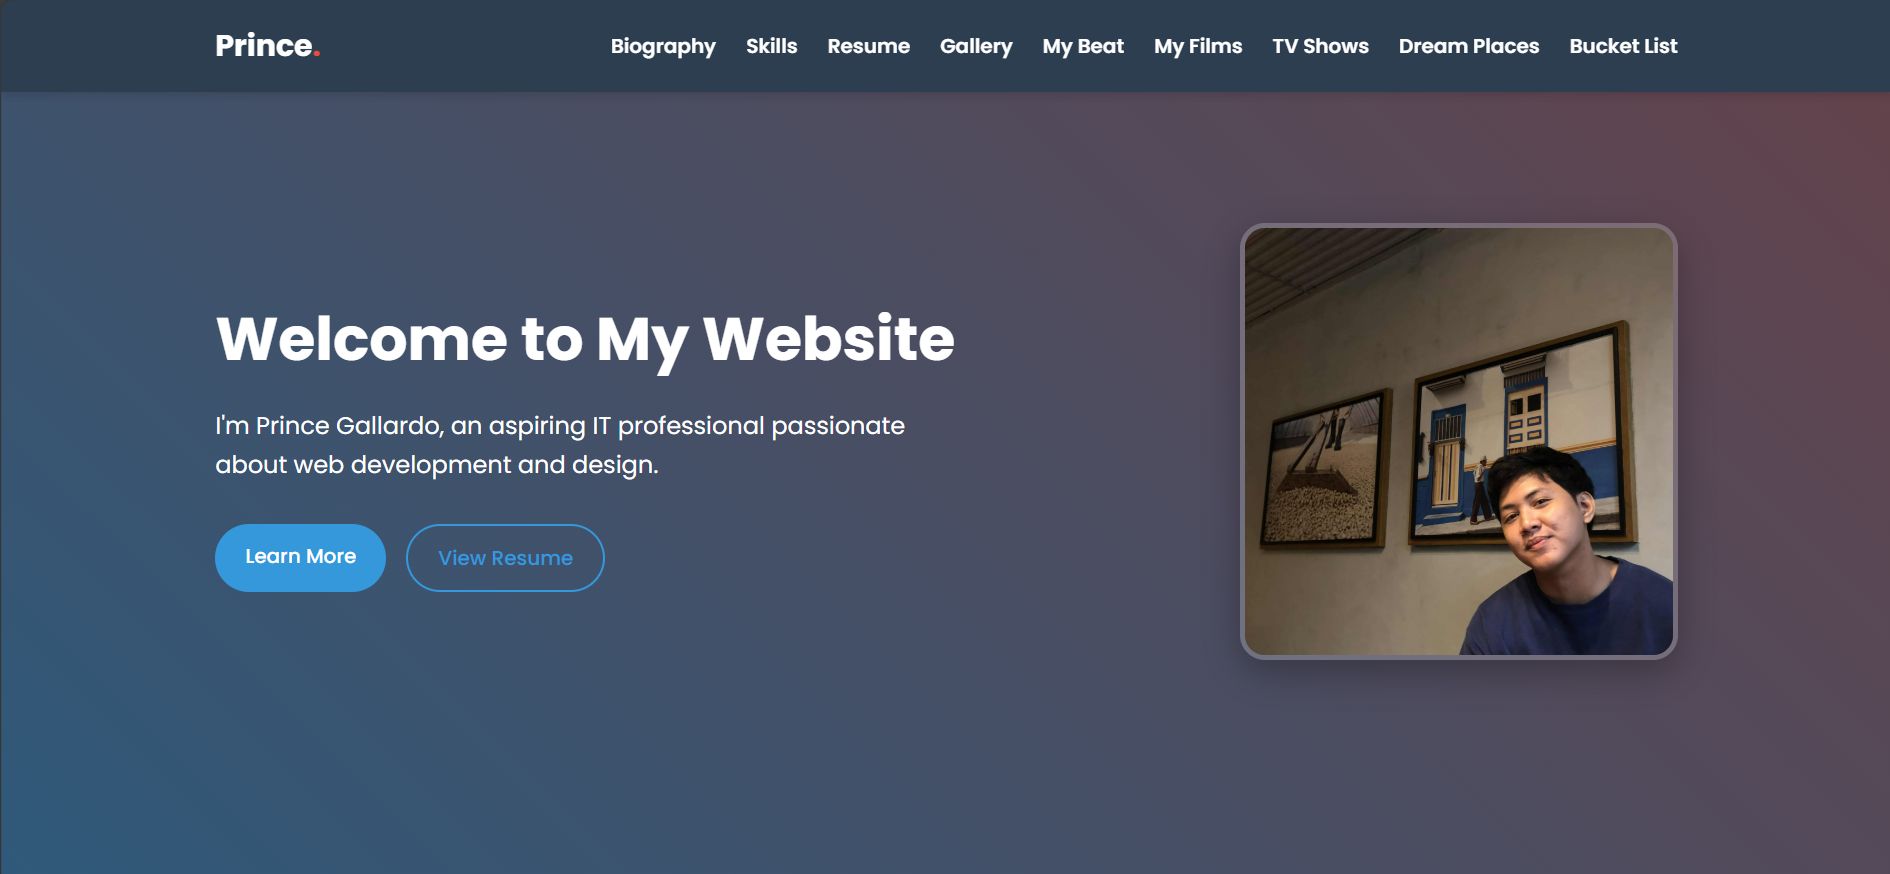 Prince.
Biography Skills Resume Gallery My Beat My Films TV Shows Dream Places Bucket List
Welcome to My Website
I'm Prince Gallardo, an aspiring IT professional passionate
about web development and design.
Learn More View Resume